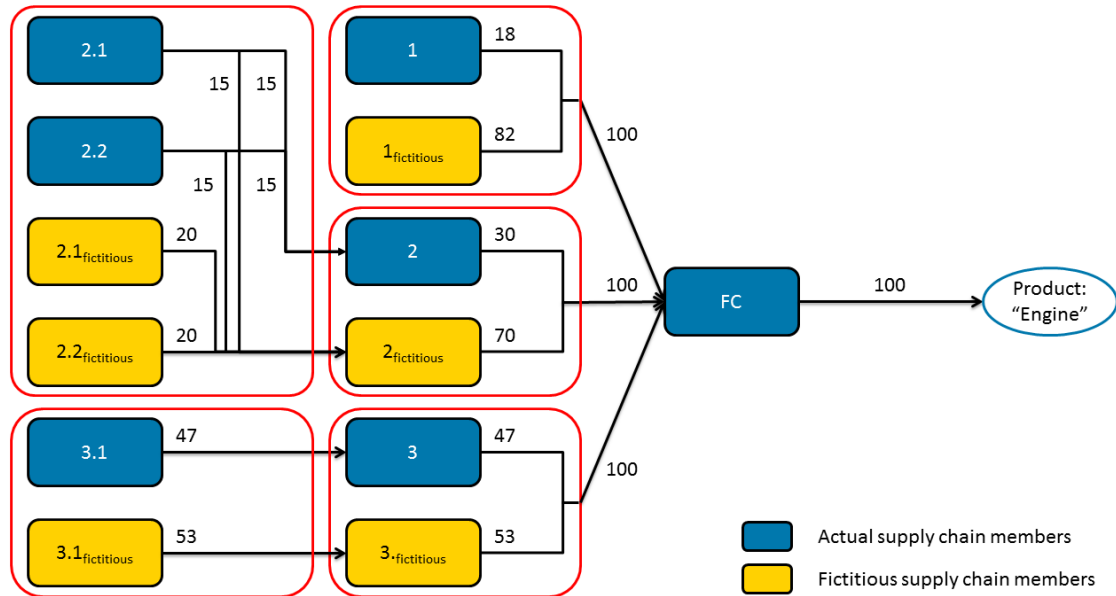 2.1
15
15
2.2
15
15
2.1fictitious
20
2.2fictitious
20
1
18
1fictitious
82
100
2
30
100
2fictitious
70
3.1
47
3
47
100
3.1fictitious
53
3.fictitious
53
FC
100
Product:
“Engine”
Actual supply chain members
Fictitious supply chain members